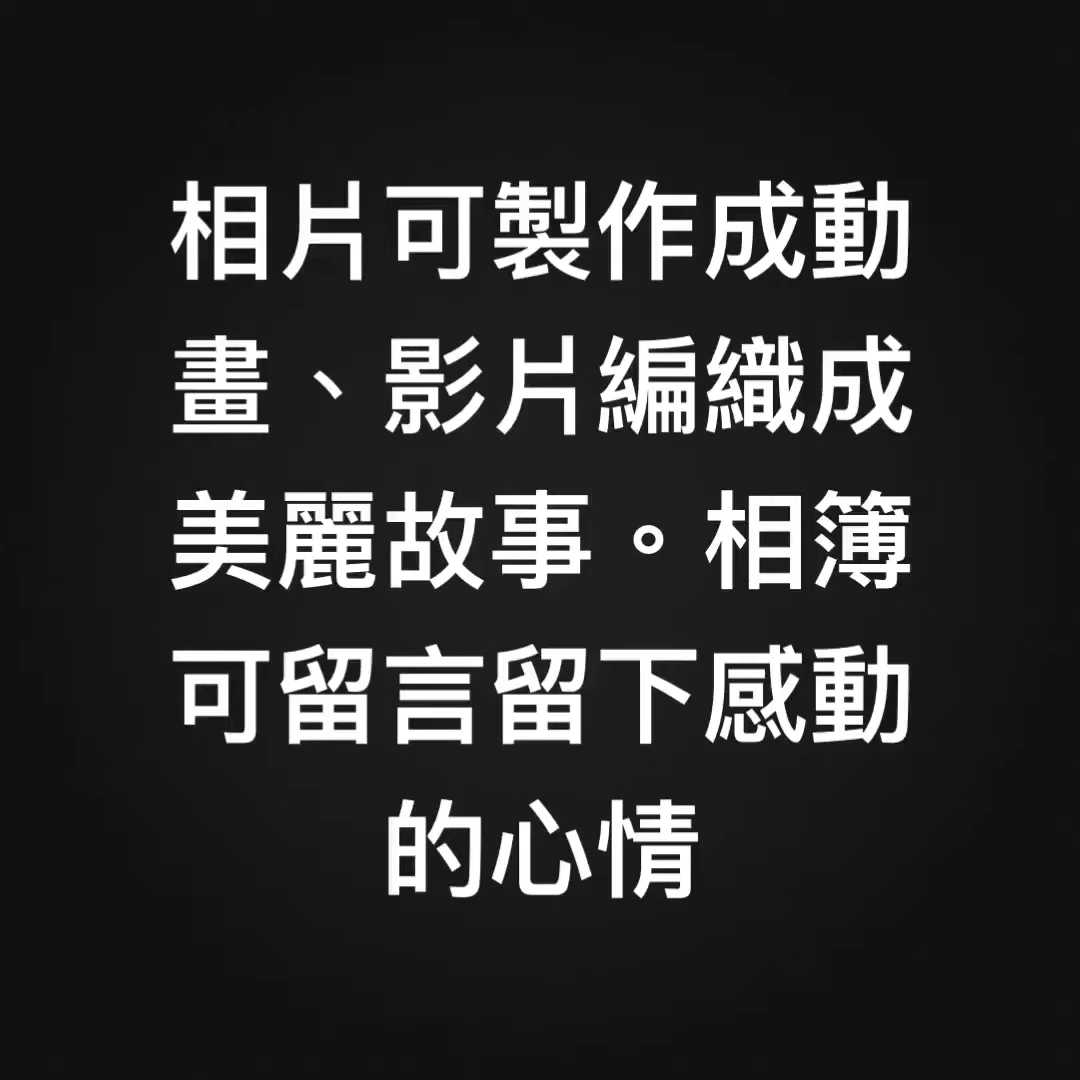 相片可製作成動
畫、影片編織成
美麗故事。相簿
可留言留下感動
的心情